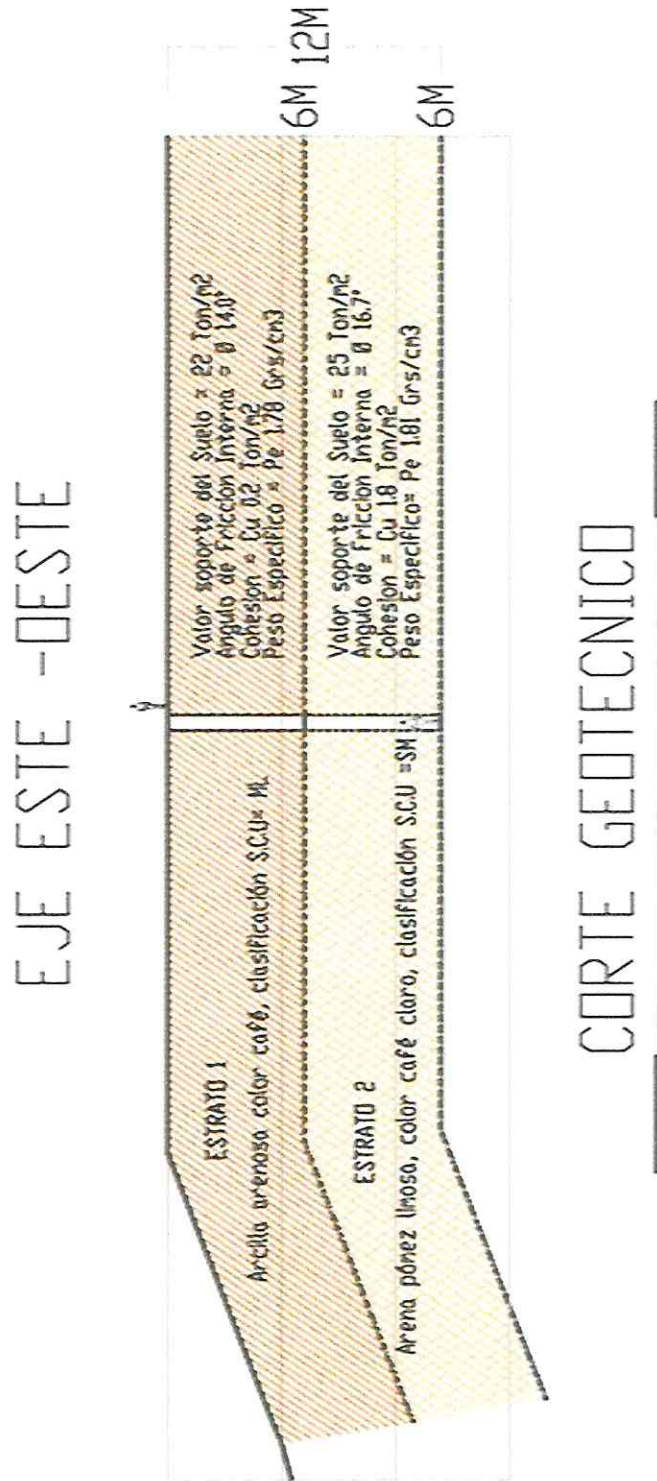 EJE ESTE -OESTE
6M
12M
6M
ESTRATO 1
Arcilla arenosa color café, clasificación S.C.U= ML
Valor soporte del Suelo = 22 Ton/m2
Angulo de Friccion Interna = Ø 14.0°
Cohesion = Cu 0.2 Ton/m2
Peso Especifico = Pe 1.78 Grs/cm3
ESTRATO 2
Arena pómez limosa, color café claro, clasificación S.C.U =SM
Valor soporte del Suelo = 25 Ton/m2
Angulo de Friccion Interna = Ø 16.7°
Cohesion = Cu 1.8 Ton/m2
Peso Especifico= Pe 1.81 Grs/cm3
CORTE GEOTECNICO